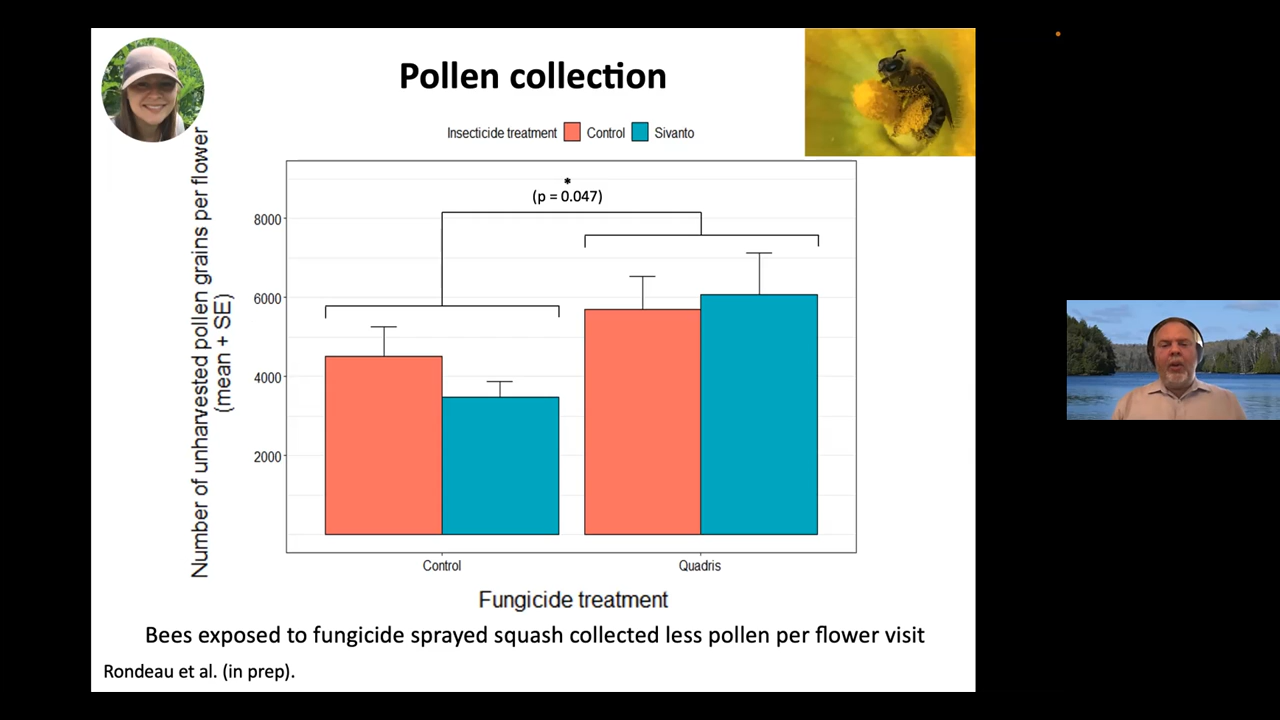 Pollen collection
Insecticide treatment Control Sivanto
*
(p = 0.047)
Number of unharvested pollen grains per flower
(mean + SE)
8000
6000
4000
2000
Control Quadris
Fungicide treatment
Bees exposed to fungicide sprayed squash collected less pollen per flower visit
Rondeau et al. (in prep).